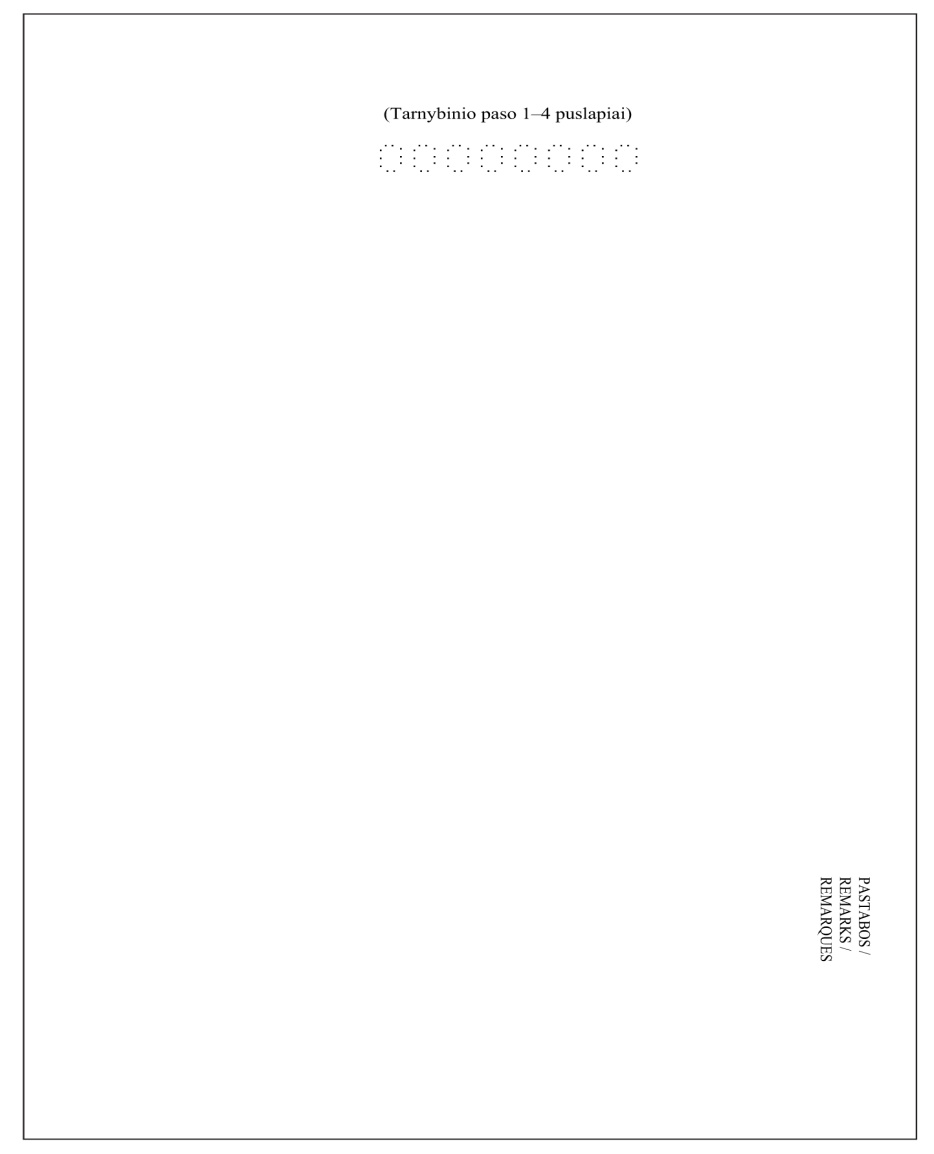 (Tarnybinio paso 1–4 puslapiai)
PASTABOS /
REMARKS /
REMARQUES